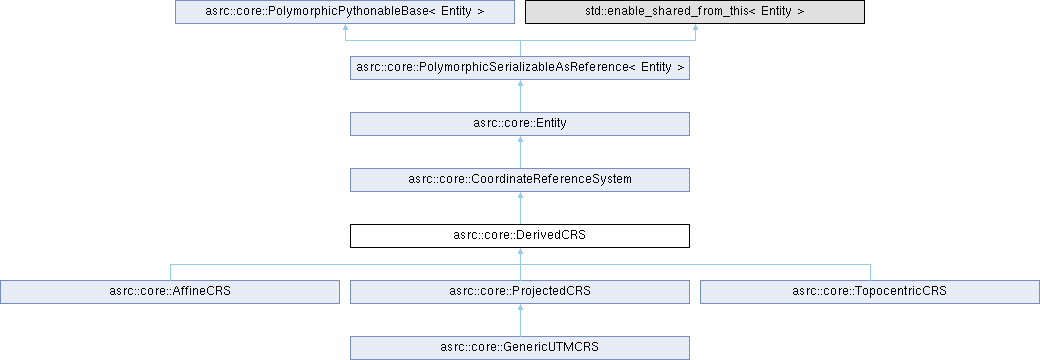 asrc::core::PolymorphicPythonableBase< Entity >
std::enable_shared_from_this< Entity >
asrc::core::PolymorphicSerializableAsReference< Entity >
asrc::core::Entity
asrc::core::CoordinateReferenceSystem
asrc::core::DerivedCRS
asrc::core::AffineCRS
asrc::core::ProjectedCRS
asrc::core::TopocentricCRS
asrc::core::GenericUTMCRS